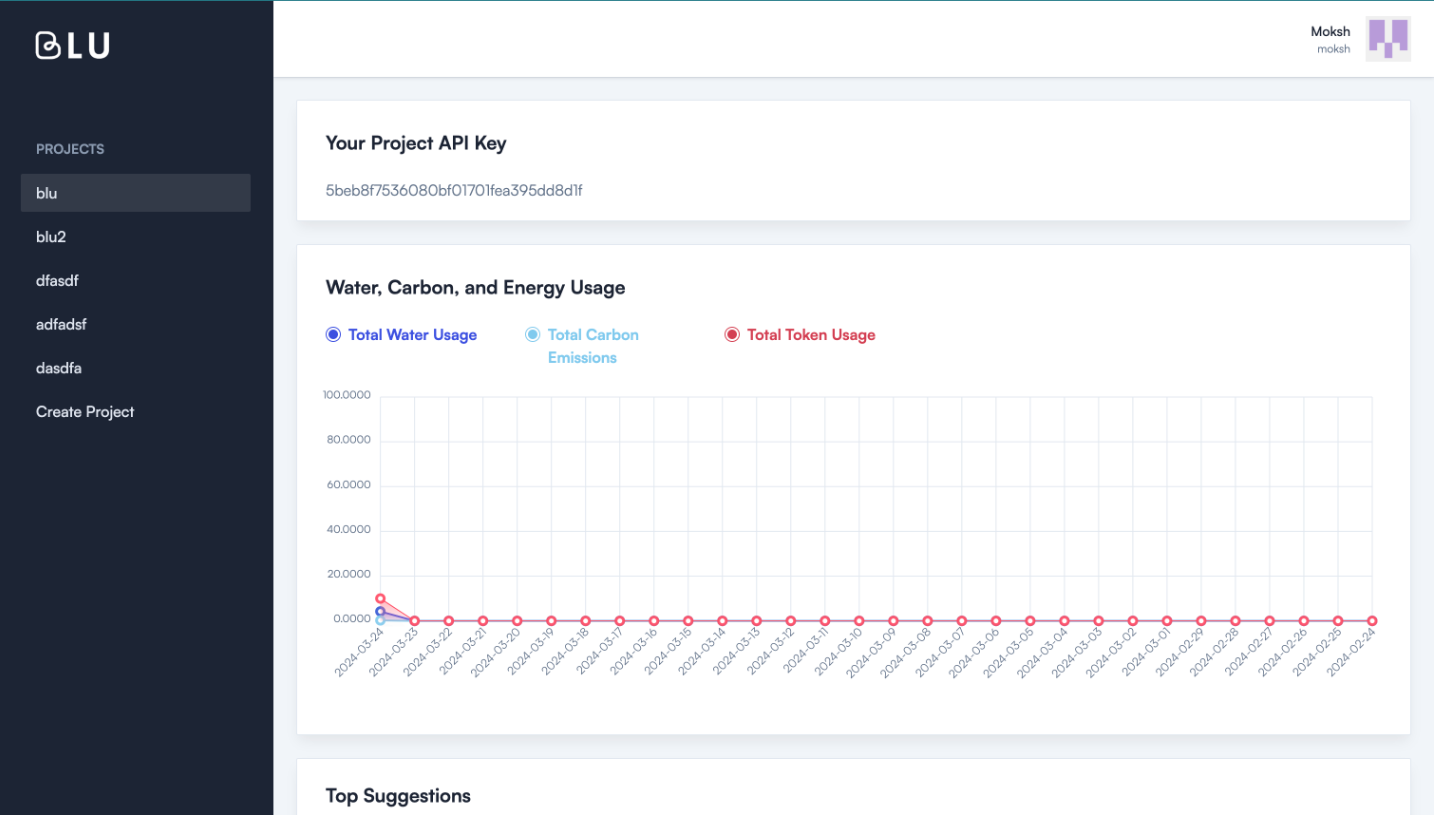 BLU
Moksh
moksh
PROJECTS
blu
blu2
dfasdf
adfadsf
dasdfa
Create Project
Your Project API Key
5beb8f7536080bf01701fea395dd8d1f
Water, Carbon, and Energy Usage
Total Water Usage
Total Carbon
Emissions
Total Token Usage
100.0000
80.0000
60.0000
40.0000
20.0000
0.0000
2024-03-24
2024-03-23
2024-03-22
2024-03-21
2024-03-20
2024-03-19
2024-03-18
2024-03-17
2024-03-16
2024-03-15
2024-03-14
2024-03-13
2024-03-12
2024-03-11
2024-03-10
2024-03-09
2024-03-08
2024-03-07
2024-03-06
2024-03-05
2024-03-04
2024-03-03
2024-03-02
2024-03-01
2024-02-29
2024-02-28
2024-02-27
2024-02-26
2024-02-25
2024-02-24
Top Suggestions